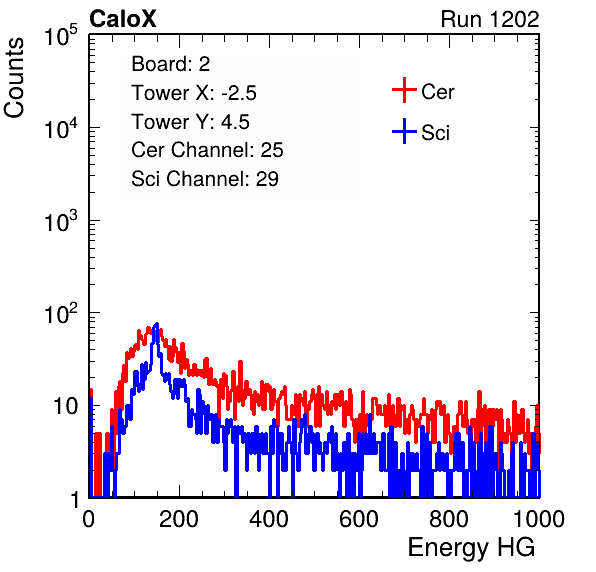 CaloX Run 1202
Counts
10^5
10^4
10^3
10^2
10
1
Board: 2
Tower X: -2.5
Tower Y: 4.5
Cer Channel: 25
Sci Channel: 29
Cer
Sci
0 200 400 600 800 1000
Energy HG